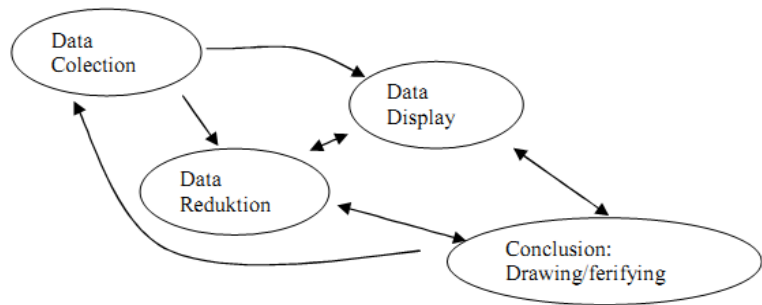 Data
Colection
Data
Display
Data
Reduktion
Conclusion:
Drawing/ferifying